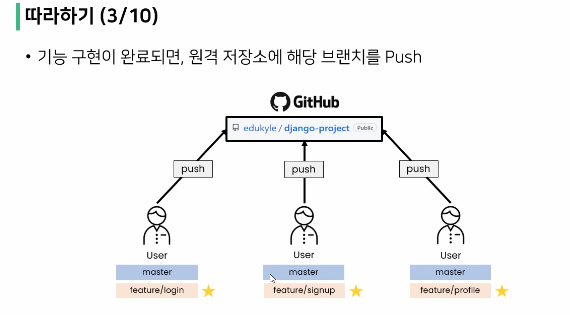 따라하기 (3/10)
• 기능 구현이 완료되면, 원격 저장소에 해당 브랜치를 Push
GitHub
edukyle / django-project Public
push push push
User User User
master master master
feature/login feature/signup feature/profile